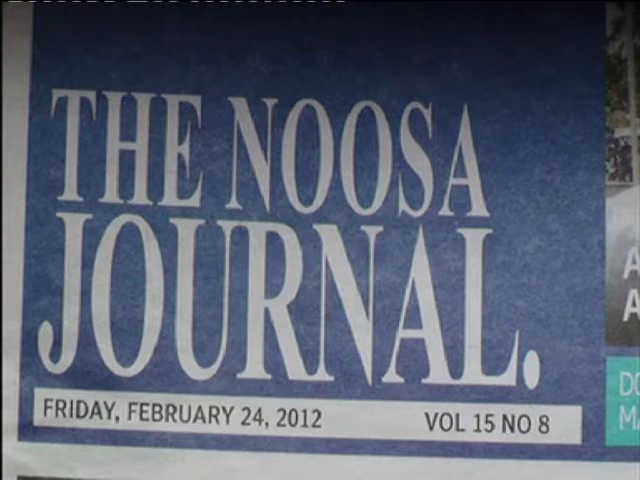 THE NOOSA
JOURNAL.
FRIDAY, FEBRUARY 24, 2012
VOL 15 NO 8